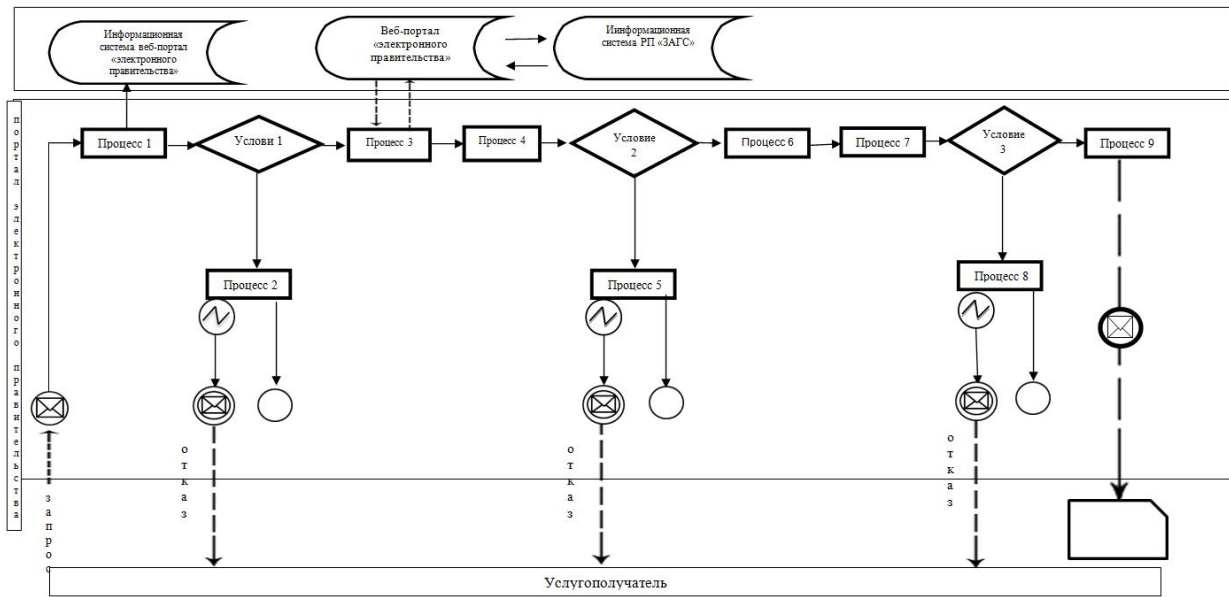 Информационная
система веб-портал
«электронного
правительства»
Веб-портал
«электронного
правительства»
Иинформационная
система РП «ЗАГС»
портал электронного правительства
Процесс 1
Услови 1
Процесс 3
Процесс 4
Условие
2
Процесс 6
Процесс 7
Условие
3
Процесс 9
Процесс 2
Процесс 5
Процесс 8
отказ
отказ
отказ
запрос
Услугополучатель